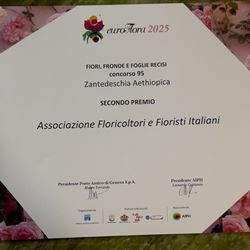 euroflora 2025
FIORI, FRONDE E FOGLIE RECISI
concorso 95
Zantedeschia Aethiopica
SECONDO PREMIO
Associazione Floricoltori e Fioristi Italiani
Presidente Porto Antico di Genova S.p.A.
Presidente AIPH
AIPH